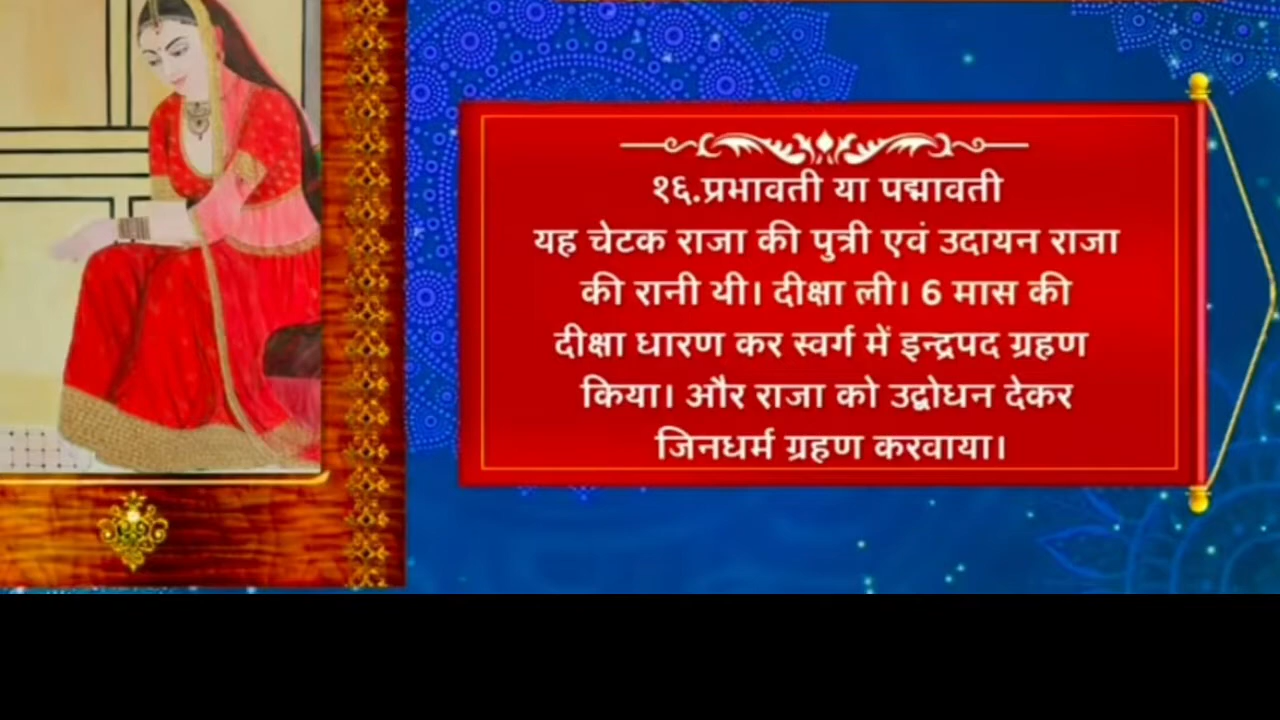 १६.प्रभावती या पद्मावती
यह चेटक राजा की पुत्री एवं उदायन राजा
की रानी थी। दीक्षा ली। 6 मास की
दीक्षा धारण कर स्वर्ग में इन्द्रपद ग्रहण
किया। और राजा को उद्बोधन देकर
जिनधर्म ग्रहण करवाया।